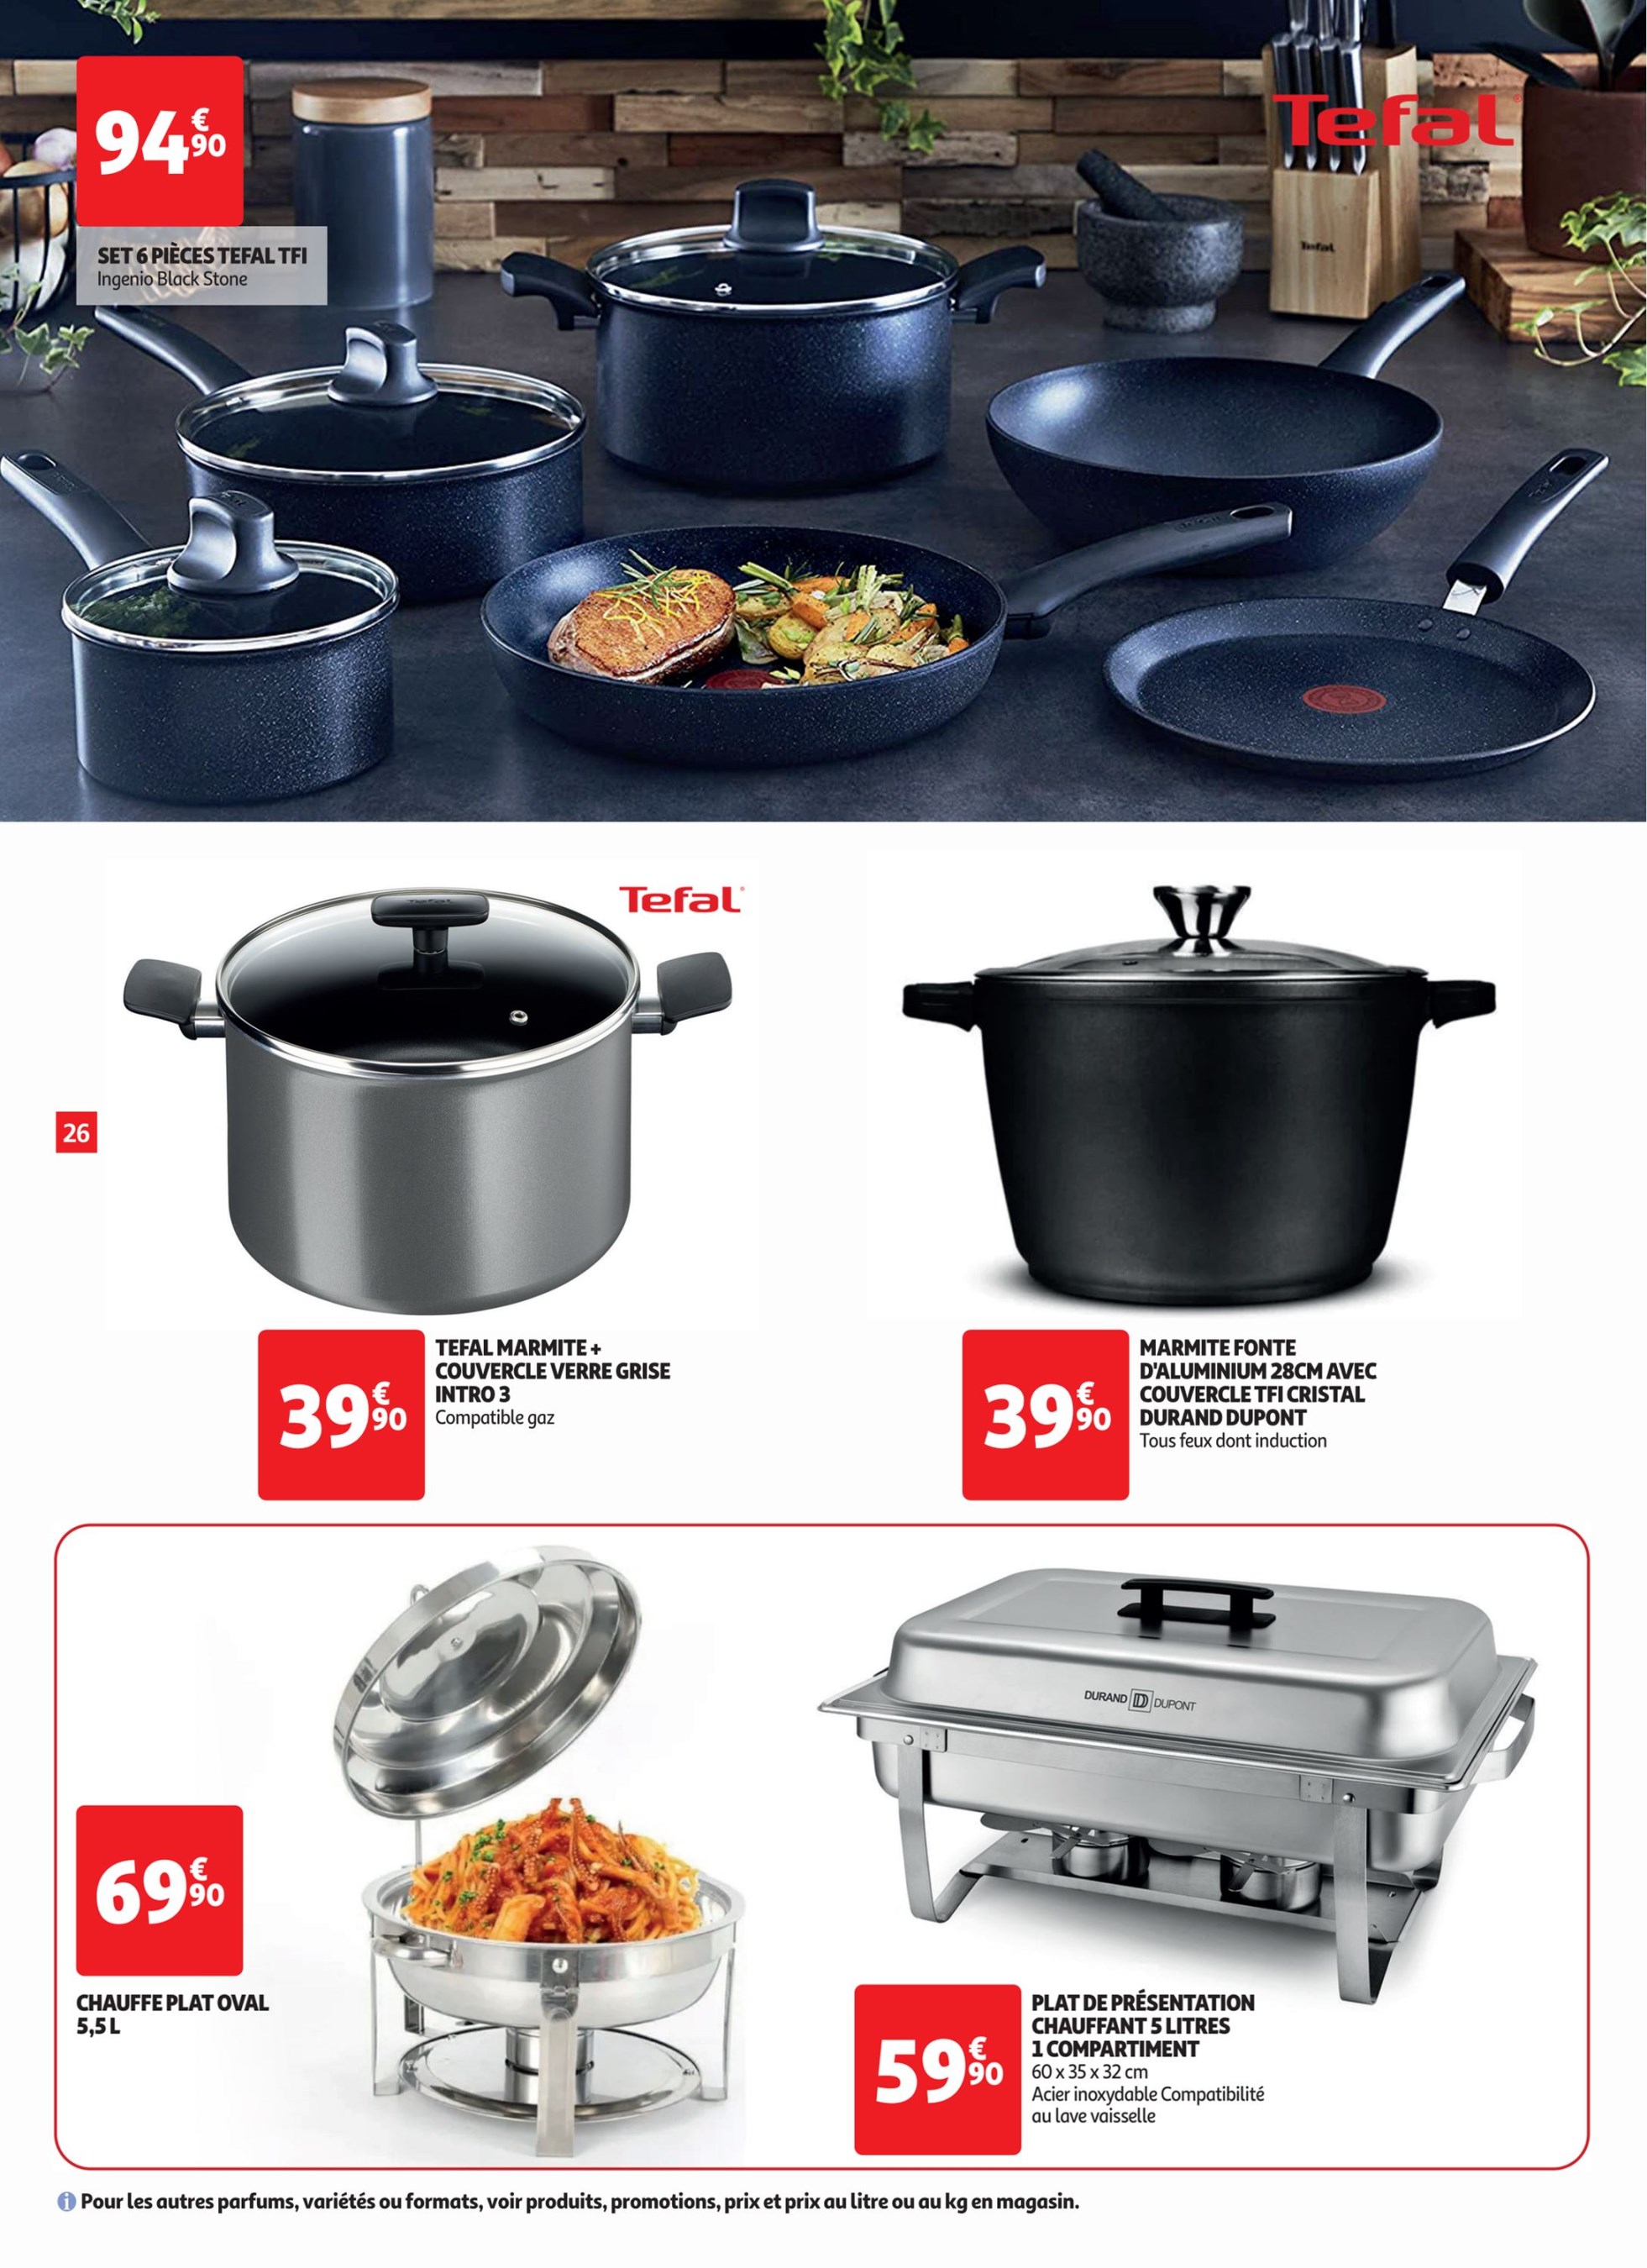 94€90
Tefal
SET 6 PIÈCES TEFAL TFI
Ingenio Black Stone
Tefal
Tefal
Tefal
26
39€90
TEFAL MARMITE +
COUVERCLE VERRE GRISE
INTRO 3
Compatible gaz
39€90
MARMITE FONTE
D'ALUMINIUM 28CM AVEC
COUVERCLE TFI CRISTAL
DURAND DUPONT
Tous feux dont induction
DURAND DD DUPONT
69€90
CHAUFFE PLAT OVAL
5,5 L
59€90
PLAT DE PRÉSENTATION
CHAUFFANT 5 LITRES
1 COMPARTIMENT
60 x 35 x 32 cm
Acier inoxydable Compatibilité
au lave vaisselle
i Pour les autres parfums, variétés ou formats, voir produits, promotions, prix et prix au litre ou au kg en magasin.